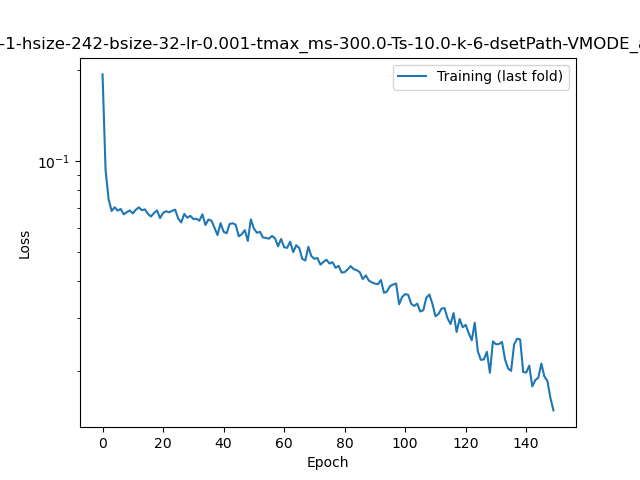 -1-hsize-242-bsize-32-lr-0.001-tmax_ms-300.0-Ts-10.0-k-6-dsetPath-VMODE_
Training (last fold)
10⁻¹
Loss
0 20 40 60 80 100 120 140
Epoch